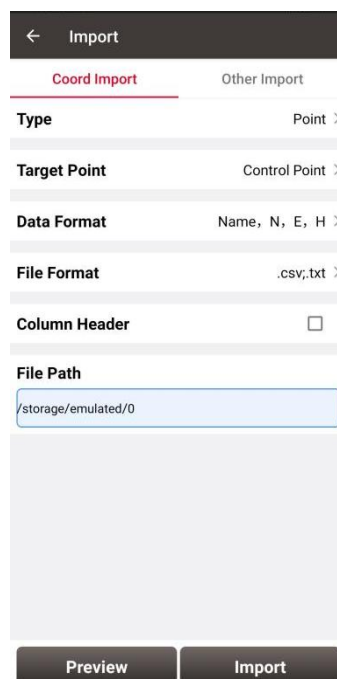 Import
Coord Import Other Import
Type Point
Target Point Control Point
Data Format Name，N，E，H
File Format .csv;.txt
Column Header
File Path
/storage/emulated/0
Preview Import